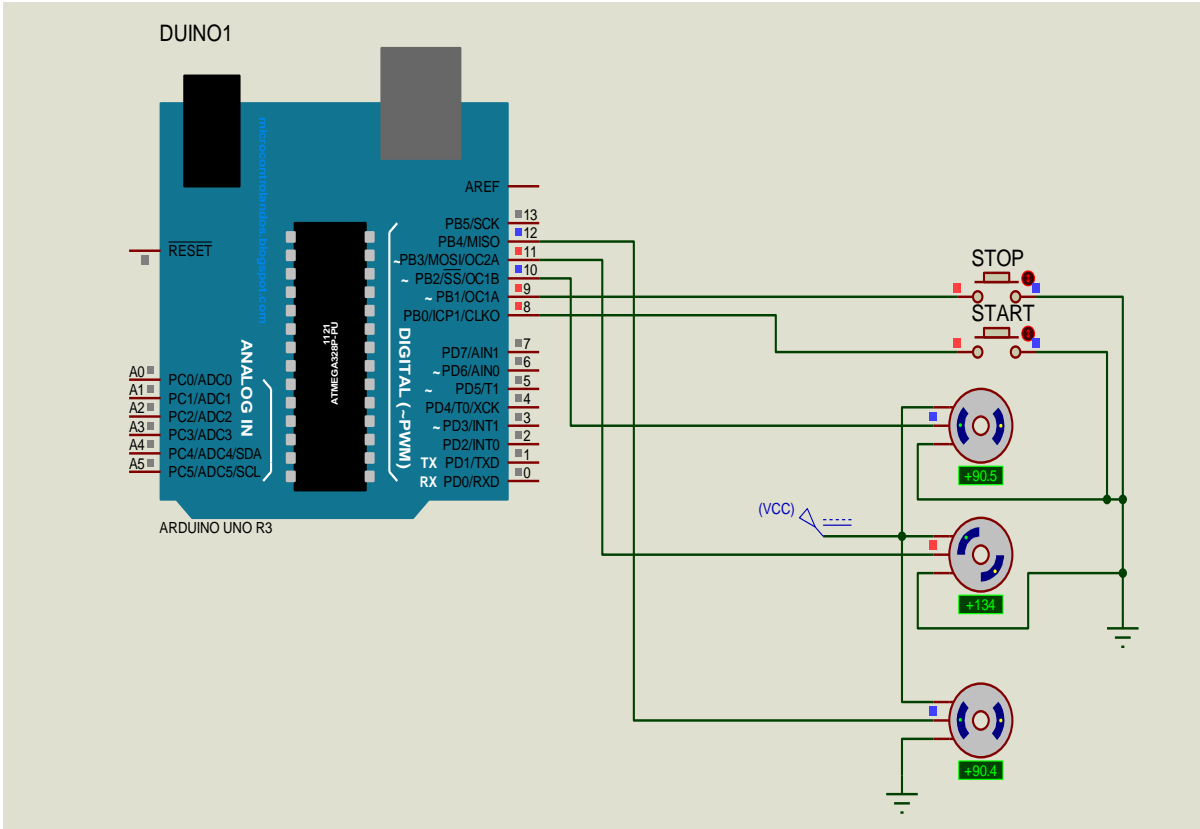 DUINO1
microcontrolandos.blogspot.com
AREF
RESET
PB5/SCK
13
PB4/MISO
12
~PB3/MOSI/OC2A
11
~ PB2/SS/OC1B
10
~ PB1/OC1A
9
PB0/ICP1/CLKO
8
1121
ATMEGA328P-PU
DIGITAL (~PWM)
ANALOG IN
PD7/AIN1
7
~ PD6/AIN0
6
~ PD5/T1
5
PD4/T0/XCK
4
~ PD3/INT1
3
PD2/INT0
2
TX PD1/TXD
1
RX PD0/RXD
0
A0
PC0/ADC0
A1
PC1/ADC1
A2
PC2/ADC2
A3
PC3/ADC3
A4
PC4/ADC4/SDA
A5
PC5/ADC5/SCL
ARDUINO UNO R3
STOP
START
+90.5
(VCC)
+134
+90.4